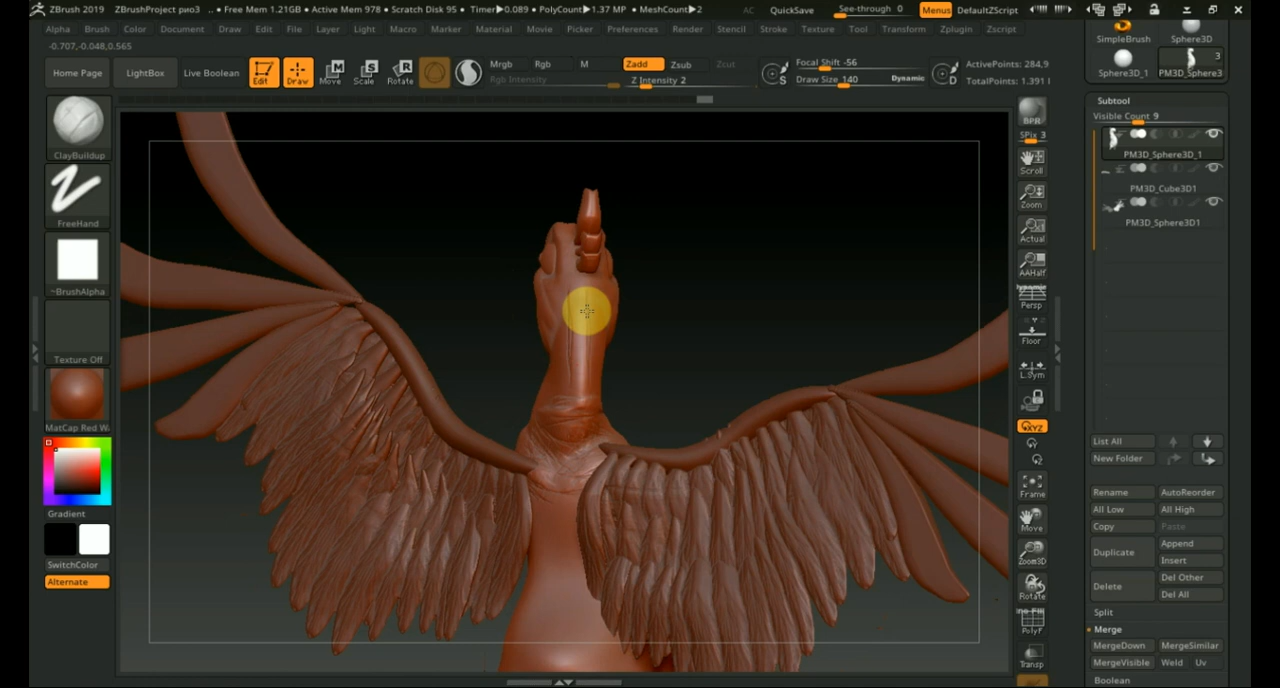 ZBrush 2019 ZBrushProject рио3 .. • Free Mem 1.21GB • Active Mem 978 • Scratch Disk 95 • Timer▶0.089 • PolyCount▶1.37 MP • MeshCount▶2 AC QuickSave See-through 0 Menus DefaultZScript
Alpha Brush Color Document Draw Edit File Layer Light Macro Marker Material Movie Picker Preferences Render Stencil Stroke Texture Tool Transform Zplugin Zscript
-0.707,-0.048,0.565
Home Page LightBox Live Boolean Edit Draw Move Scale Rotate Mrgb Rgb M Zadd Zsub Zcut
Rgb Intensity Z Intensity 2
Focal Shift -56
Draw Size 140 Dynamic
ActivePoints: 284.9
TotalPoints: 1.391
ClayBuildup
FreeHand
~BrushAlpha
Texture Off
MatCap Red W
Gradient
SwitchColor
Alternate
BPR
SPix 3
Scroll
Zoom
Actual
AAHalf
Dynamic
Persp
Floor
L.Sym
XYZ
Frame
Move
Zoom3D
Rotate
PolyF
Transp
SimpleBrush Sphere3D
3
Sphere3D_1 PM3D_Sphere3
Subtool
Visible Count 9
PM3D_Sphere3D_1
PM3D_Cube3D1
PM3D_Sphere3D1
List All
New Folder
Rename AutoReorder
All Low All High
Copy Paste
Duplicate Append
Insert
Delete Del Other
Del All
Split
Merge
MergeDown MergeSimilar
MergeVisible Weld Uv
Boolean